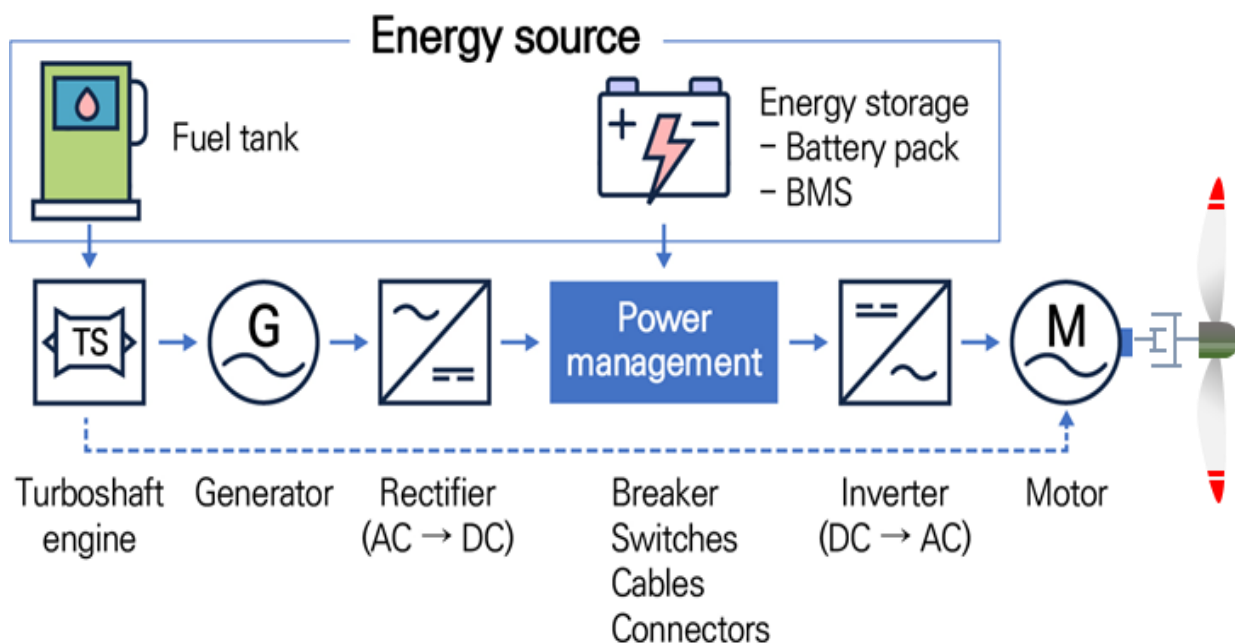 Energy source
Fuel tank
Energy storage
– Battery pack
– BMS
TS
G
Power
management
M
Turboshaft
engine
Generator
Rectifier
(AC → DC)
Breaker
Switches
Cables
Connectors
Inverter
(DC → AC)
Motor